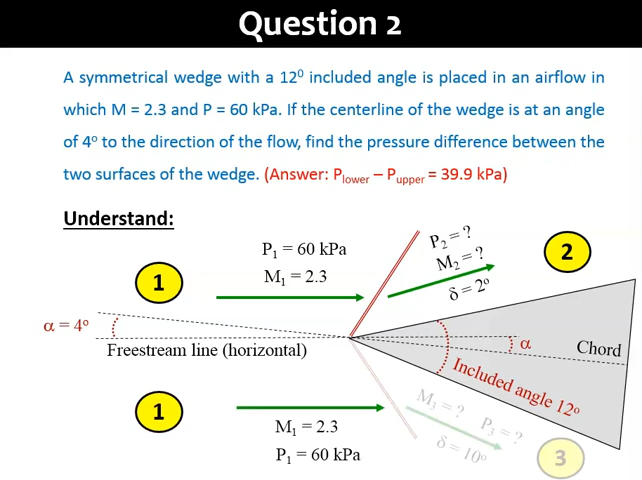 Question 2
A symmetrical wedge with a 12⁰ included angle is placed in an airflow in
which M = 2.3 and P = 60 kPa. If the centerline of the wedge is at an angle
of 4º to the direction of the flow, find the pressure difference between the
two surfaces of the wedge. (Answer: P_lower – P_upper = 39.9 kPa)
Understand:
P₁ = 60 kPa
M₁ = 2.3
1
P₂ = ?
M₂ = ?
δ = 2º
2
α = 4º
Freestream line (horizontal)
α
Chord
Included angle 12º
1
M₁ = 2.3
P₁ = 60 kPa
M₃ = ? P₃ = ?
δ = 10º
3